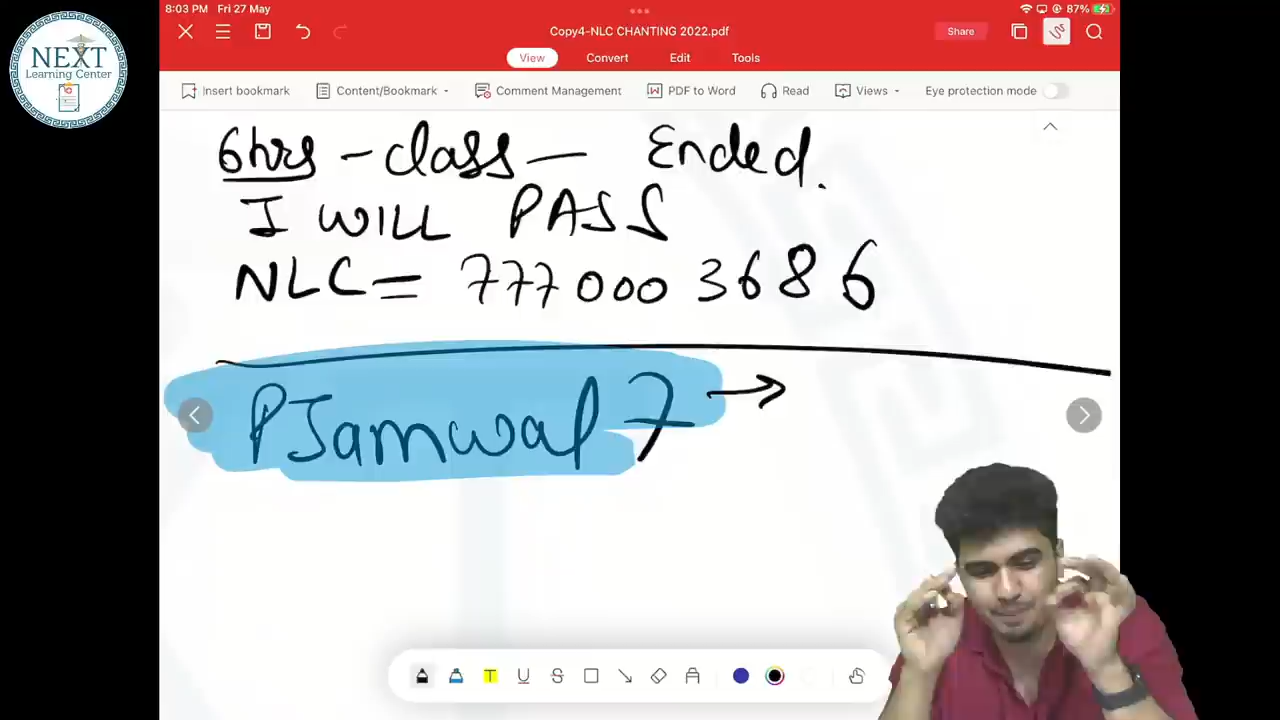 8:03 PM Fri 27 May
87%
NEXT
Learning Center
Copy4-NLC CHANTING 2022.pdf
Share
View Convert Edit Tools
Insert bookmark Content/Bookmark Comment Management PDF to Word Read Views Eye protection mode
6hrs - class - Ended.
I WILL PASS
NLC = 777000 3686
PJamwal 7 →
T U S